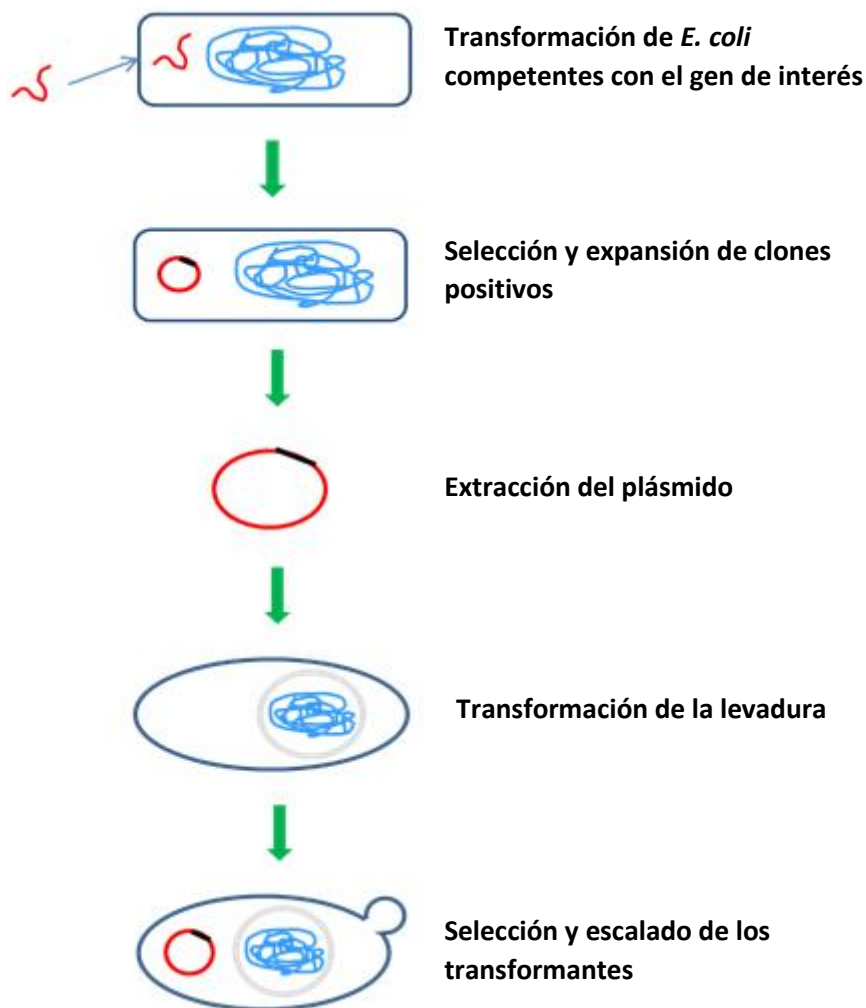 Transformación de E. coli
competentes con el gen de interés
Selección y expansión de clones
positivos
Extracción del plásmido
Transformación de la levadura
Selección y escalado de los
transformantes